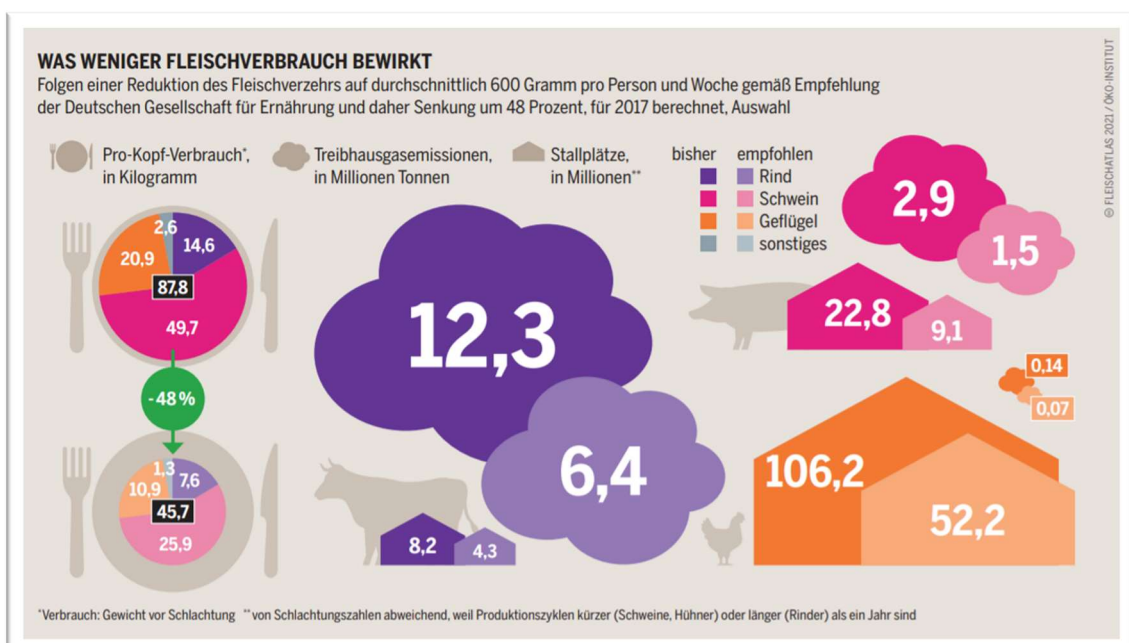 WAS WENIGER FLEISCHVERBRAUCH BEWIRKT
Folgen einer Reduktion des Fleischverzehrs auf durchschnittlich 600 Gramm pro Person und Woche gemäß Empfehlung
der Deutschen Gesellschaft für Ernährung und daher Senkung um 48 Prozent, für 2017 berechnet, Auswahl
Pro-Kopf-Verbrauch*,
in Kilogramm
Treibhausgasemissionen,
in Millionen Tonnen
Stallplätze,
in Millionen**
bisher empfohlen
Rind
Schwein
Geflügel
sonstiges
2,6
14,6
20,9
87,8
49,7
-48 %
1,3
7,6
10,9
45,7
25,9
12,3
6,4
8,2
4,3
2,9
1,5
22,8
9,1
0,14
0,07
106,2
52,2
*Verbrauch: Gewicht vor Schlachtung **von Schlachtungszahlen abweichend, weil Produktionszyklen kürzer (Schweine, Hühner) oder länger (Rinder) als ein Jahr sind
© FLEISCHATLAS 2021 / ÖKO-INSTITUT